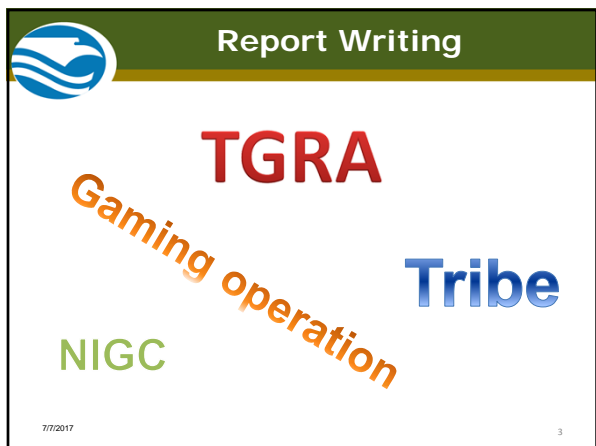 Report Writing
TGRA
Gaming operation
Tribe
NIGC
7/7/2017
3